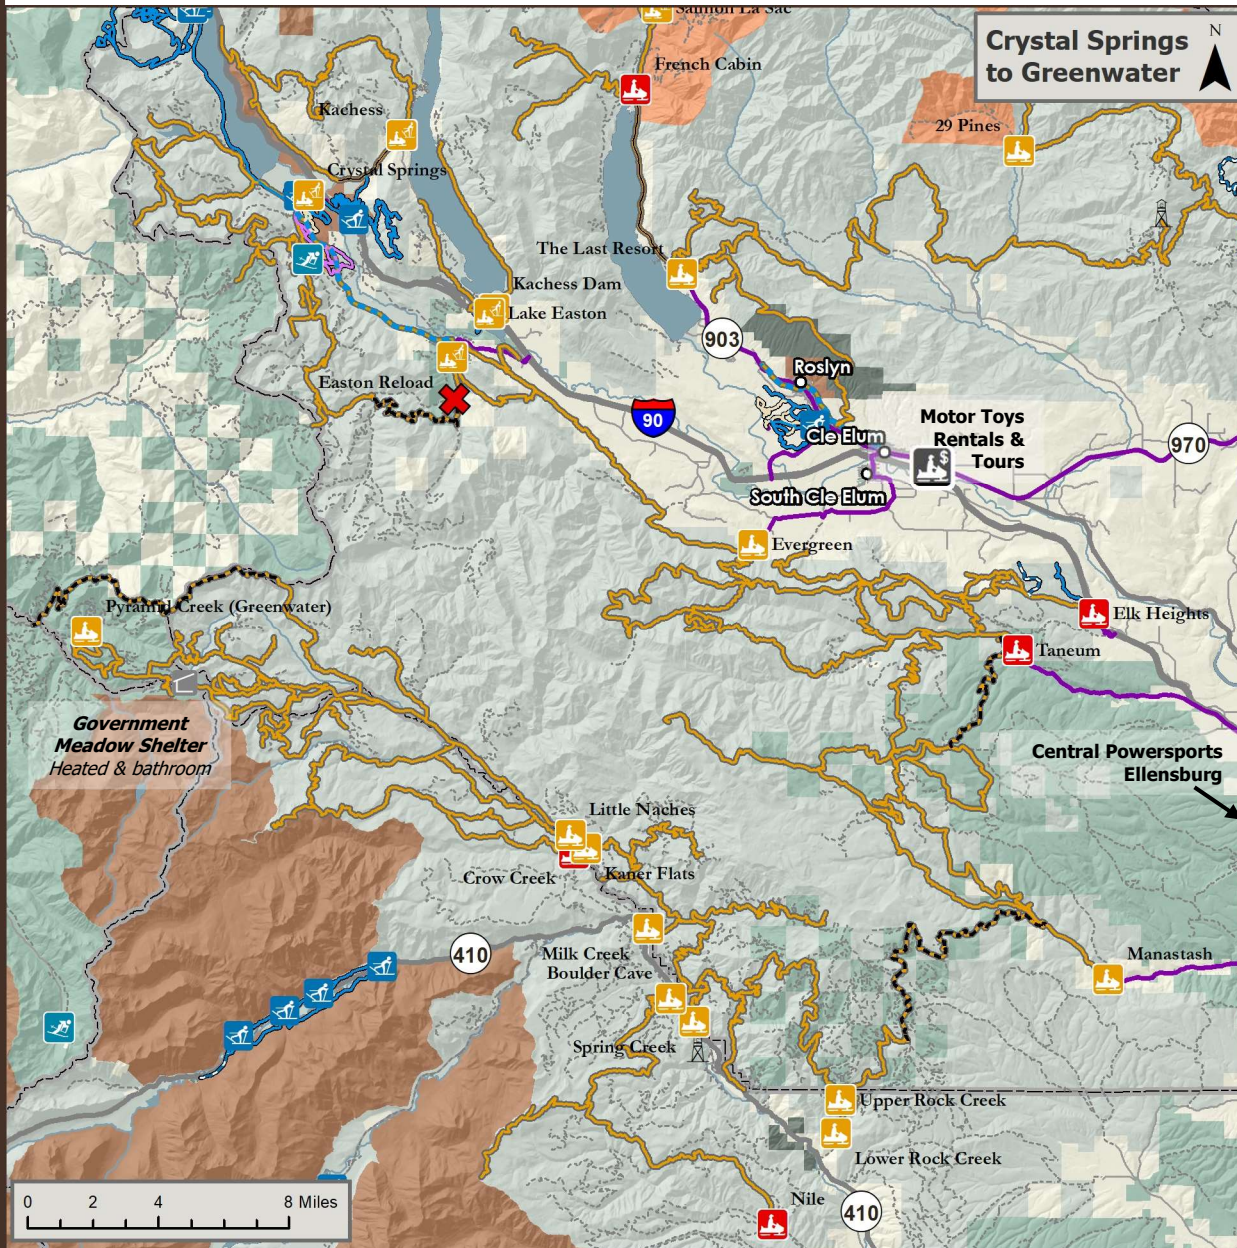 Salmon La Sac
Crystal Springs
to Greenwater
N
French Cabin
Kachess
29 Pines
Crystal Springs
The Last Resort
Kachess Dam
Lake Easton
903
Roslyn
Easton Reload
90
Motor Toys
Rentals &
Tours
$
Cle Elum
970
South Cle Elum
Evergreen
Pyramid Creek (Greenwater)
Elk Heights
Taneum
Government
Meadow Shelter
Heated & bathroom
Central Powersports
Ellensburg
Little Naches
Crow Creek
Kaner Flats
410
Milk Creek
Boulder Cave
Manastash
Spring Creek
Upper Rock Creek
Lower Rock Creek
Nile
410
0 2 4 8 Miles